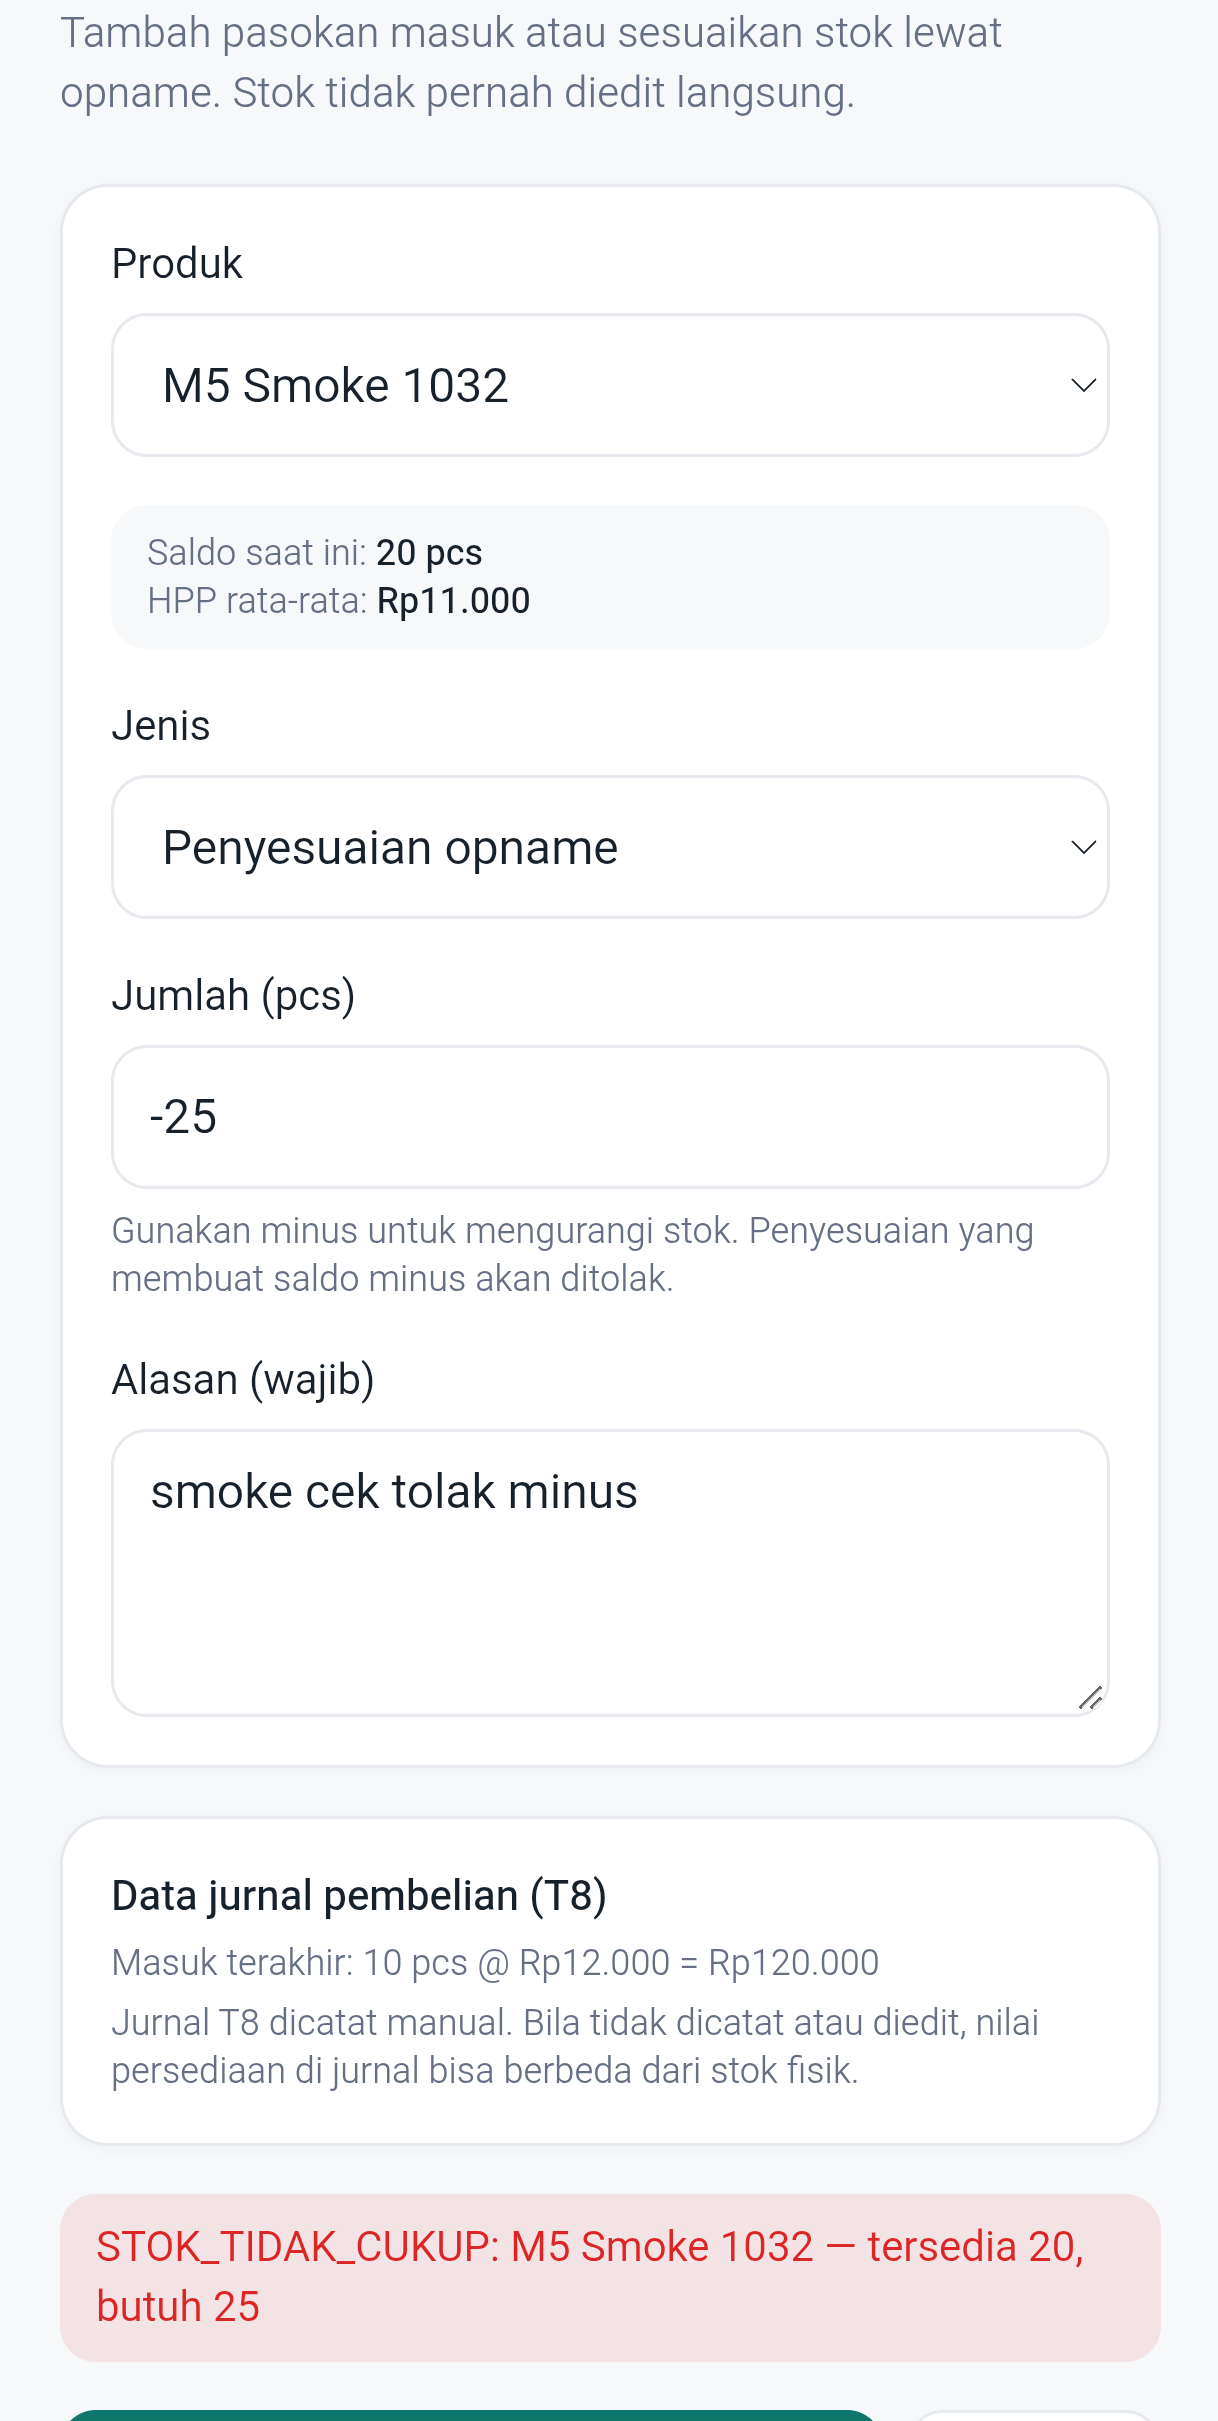 Tambah pasokan masuk atau sesuaikan stok lewat
opname. Stok tidak pernah diedit langsung.
Produk
M5 Smoke 1032
Saldo saat ini: 20 pcs
HPP rata-rata: Rp11.000
Jenis
Penyesuaian opname
Jumlah (pcs)
-25
Gunakan minus untuk mengurangi stok. Penyesuaian yang
membuat saldo minus akan ditolak.
Alasan (wajib)
smoke cek tolak minus
Data jurnal pembelian (T8)
Masuk terakhir: 10 pcs @ Rp12.000 = Rp120.000
Jurnal T8 dicatat manual. Bila tidak dicatat atau diedit, nilai
persediaan di jurnal bisa berbeda dari stok fisik.
STOK_TIDAK_CUKUP: M5 Smoke 1032 — tersedia 20,
butuh 25